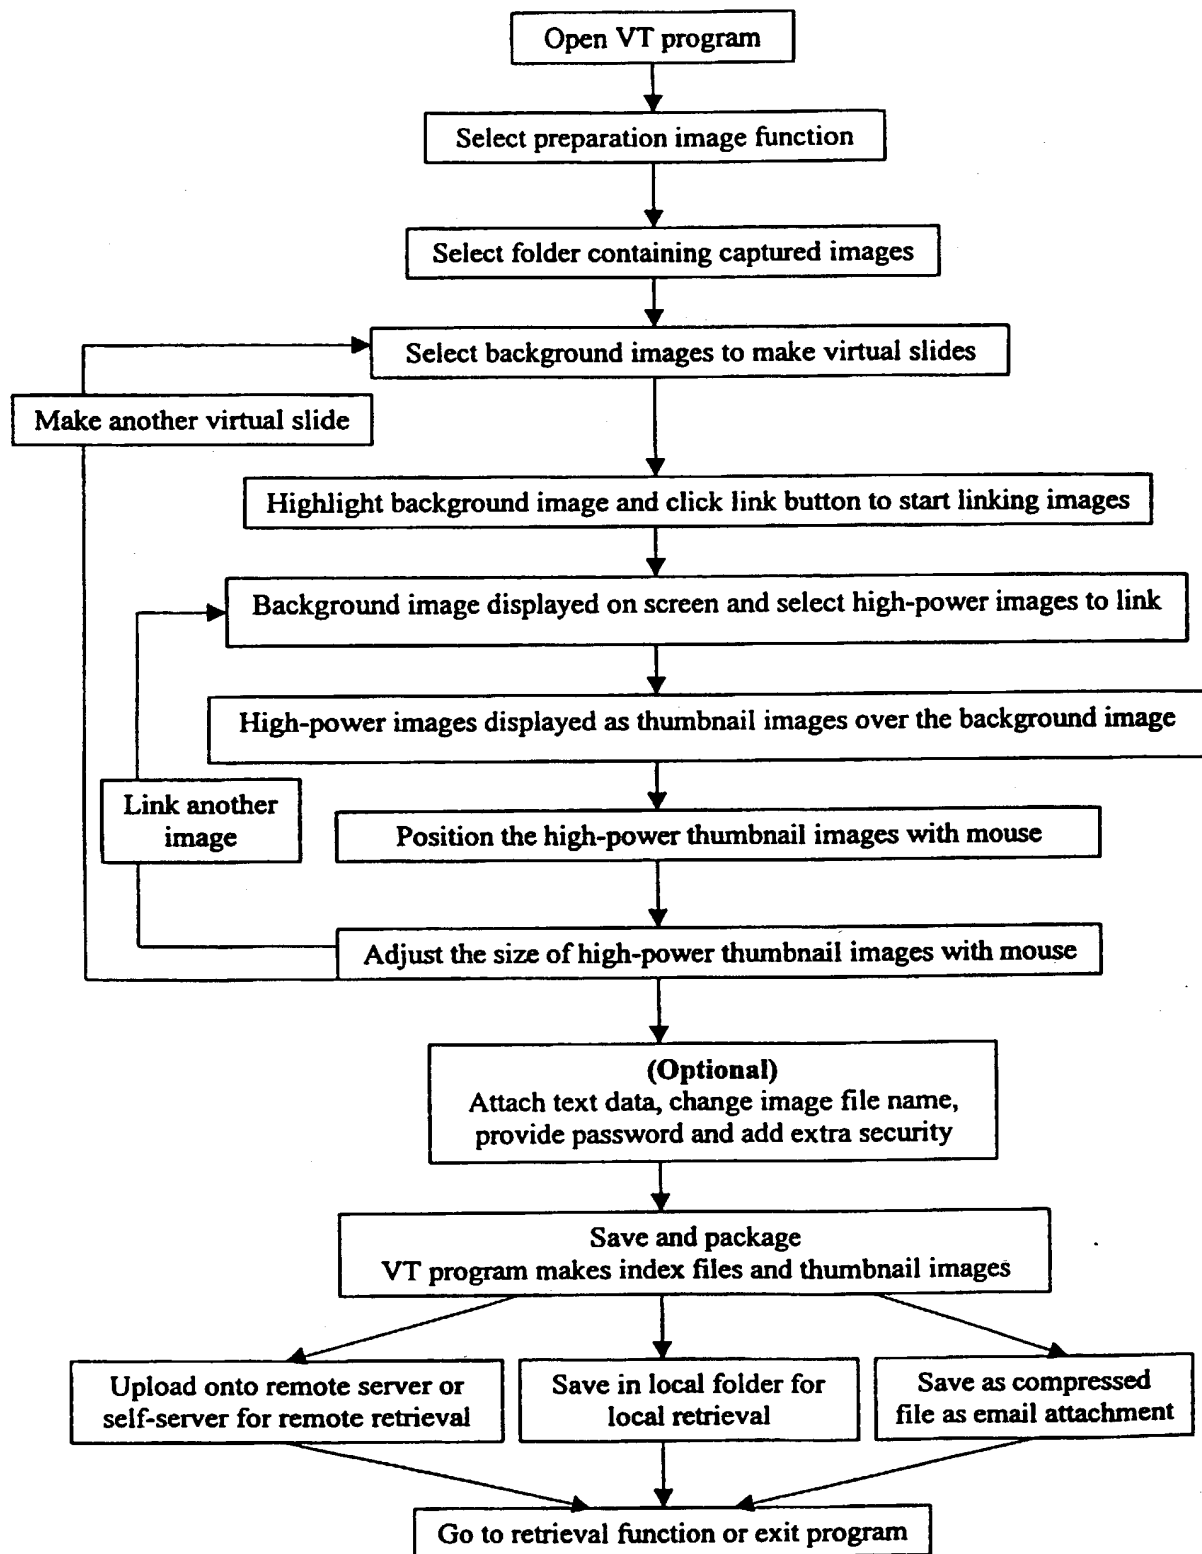 Open VT program
Select preparation image function
Select folder containing captured images
Select background images to make virtual slides
Make another virtual slide
Highlight background image and click link button to start linking images
Background image displayed on screen and select high-power images to link
High-power images displayed as thumbnail images over the background image
Link another
image
Position the high-power thumbnail images with mouse
Adjust the size of high-power thumbnail images with mouse
(Optional)
Attach text data, change image file name,
provide password and add extra security
Save and package
VT program makes index files and thumbnail images
Upload onto remote server or
self-server for remote retrieval
Save in local folder for
local retrieval
Save as compressed
file as email attachment
Go to retrieval function or exit program